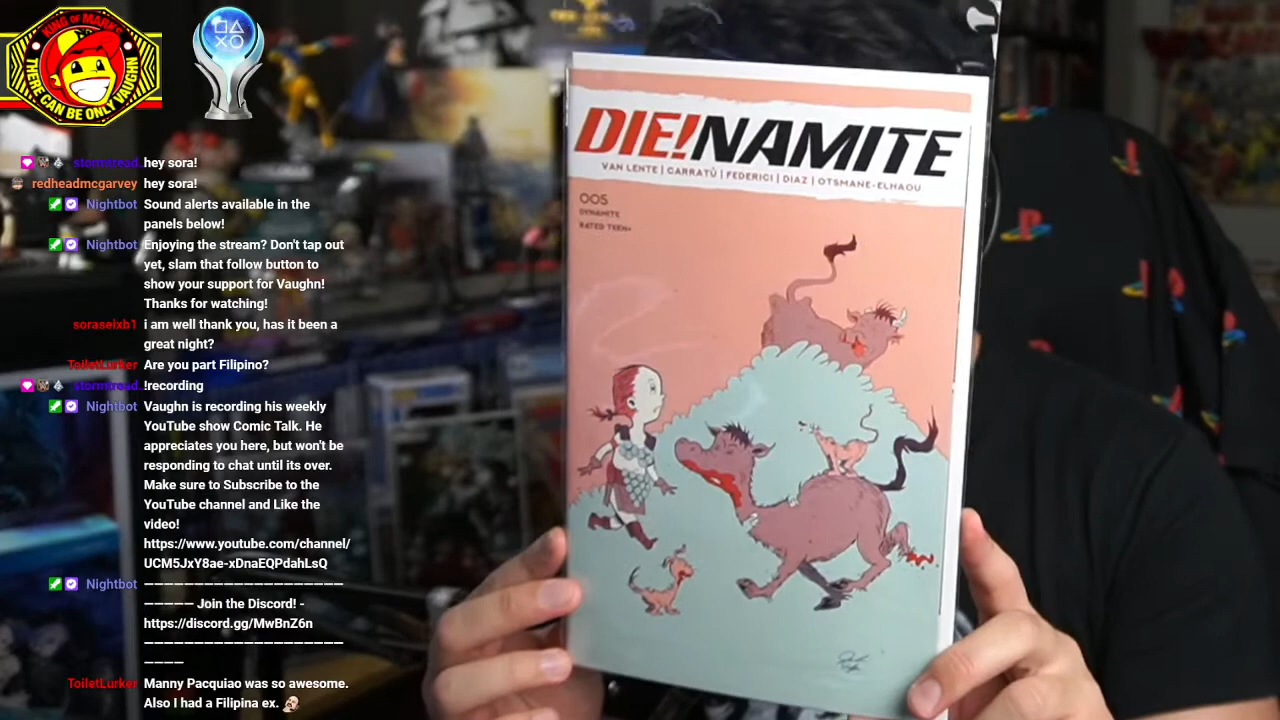 KING OF MARKS
THERE CAN BE ONLY VAUGHN
stormsread hey sora!
redheadmcgarvey hey sora!
Nightbot Sound alerts available in the
panels below!
Nightbot Enjoying the stream? Don't tap out
yet, slam that follow button to
show your support for Vaughn!
Thanks for watching!
soraseixb1 i am well thank you, has it been a
great night?
ToiletLurker Are you part Filipino?
stormsread !recording
Nightbot Vaughn is recording his weekly
YouTube show Comic Talk. He
appreciates you here, but won't be
responding to chat until its over.
Make sure to Subscribe to the
YouTube channel and Like the
video!
https://www.youtube.com/channel/
UCM5JxY8ae-xDnaEQPdahLsQ
Nightbot ————————————————————
————— Join the Discord! -
https://discord.gg/MwBnZ6n
————————————————————
————
ToiletLurker Manny Pacquiao was so awesome.
Also I had a Filipina ex.
DIE!NAMITE
VAN LENTE | CARRATÙ | FEDERICI | DIAZ | OTSMANE-ELHAOU
005
DYNAMITE
RATED TEEN+